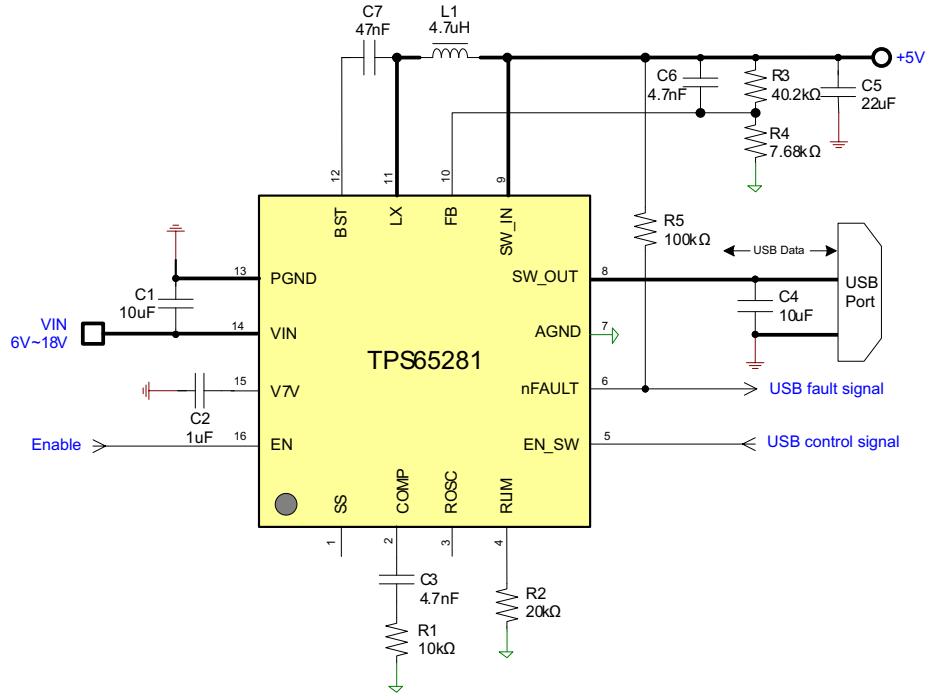 C7
47nF
L1
4.7uH
+5V
C6
4.7nF
R3
40.2kΩ
C5
22uF
R4
7.68kΩ
12
11
10
9
BST
LX
FB
SW_IN
R5
100kΩ
USB Data
13
PGND
SW_OUT
8
USB
Port
C1
10uF
C4
10uF
VIN
6V~18V
14
VIN
AGND
7
TPS65281
15
V7V
nFAULT
6
USB fault signal
C2
1uF
Enable
16
EN
EN_SW
5
USB control signal
SS
COMP
ROSC
RLIM
1
2
3
4
C3
4.7nF
R2
20kΩ
R1
10kΩ